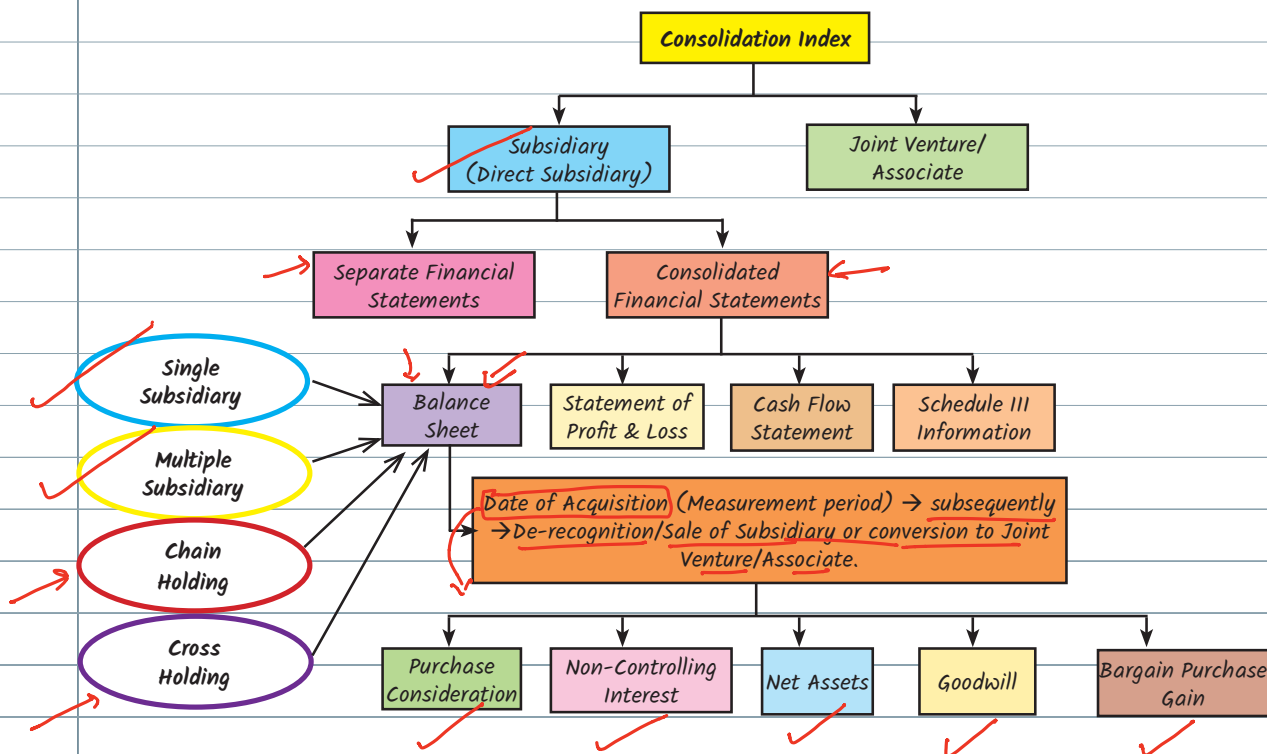 Consolidation Index
Subsidiary
(Direct Subsidiary)
Joint Venture/
Associate
Separate Financial
Statements
Consolidated
Financial Statements
Single
Subsidiary
Multiple
Subsidiary
Chain
Holding
Cross
Holding
Balance
Sheet
Statement of
Profit & Loss
Cash Flow
Statement
Schedule III
Information
Date of Acquisition (Measurement period) → subsequently
→De-recognition/Sale of Subsidiary or conversion to Joint
Venture/Associate.
Purchase
Consideration
Non-Controlling
Interest
Net Assets
Goodwill
Bargain Purchase
Gain